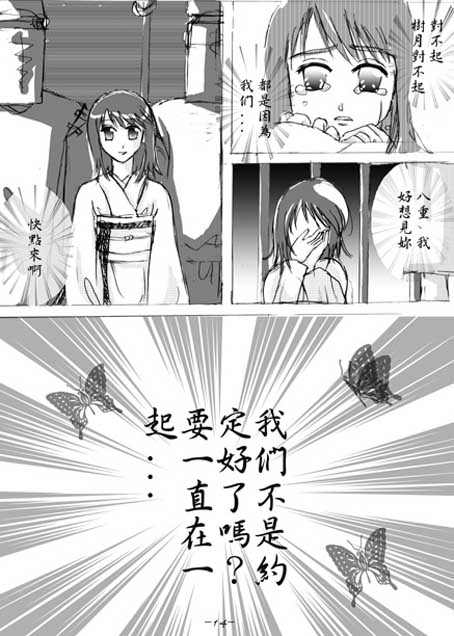 對不起
樹月對不起
都是因為
我們...
八重、我
好想見妳
快點來啊
我們不是約
定好了嗎？
要一直在一
起...
-14-